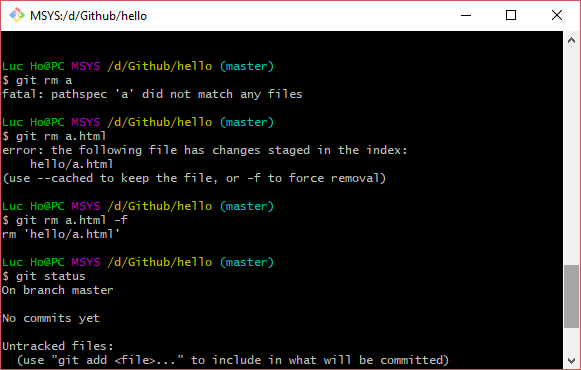 MSYS:/d/Github/hello
Luc Ho@PC MSYS /d/Github/hello (master)
$ git rm a
fatal: pathspec 'a' did not match any files
Luc Ho@PC MSYS /d/Github/hello (master)
$ git rm a.html
error: the following file has changes staged in the index:
    hello/a.html
(use --cached to keep the file, or -f to force removal)
Luc Ho@PC MSYS /d/Github/hello (master)
$ git rm a.html -f
rm 'hello/a.html'
Luc Ho@PC MSYS /d/Github/hello (master)
$ git status
On branch master
No commits yet
Untracked files:
  (use "git add <file>..." to include in what will be committed)